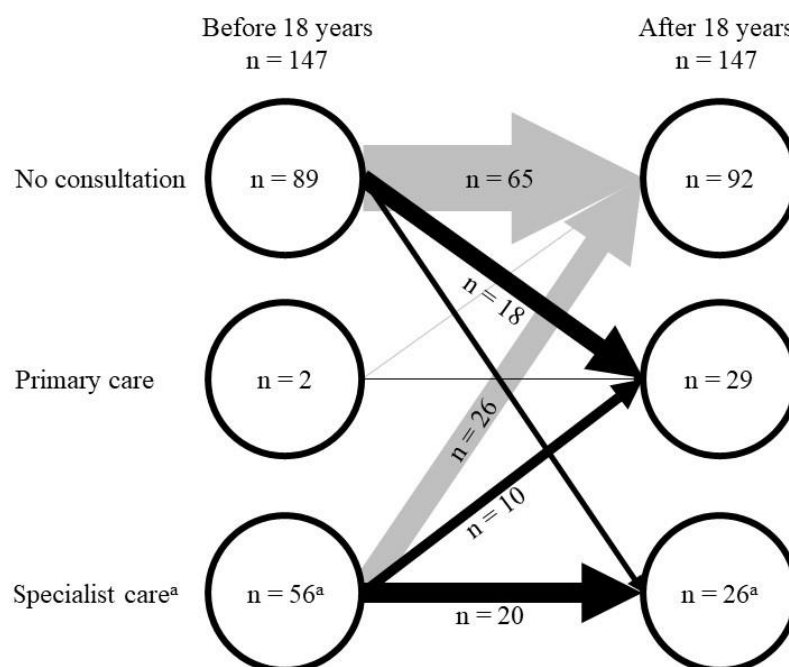 Before 18 years
n = 147
After 18 years
n = 147
No consultation
n = 89
n = 65
n = 92
n = 18
Primary care
n = 2
n = 29
n = 26
n = 10
Specialist careᵃ
n = 56ᵃ
n = 20
n = 26ᵃ